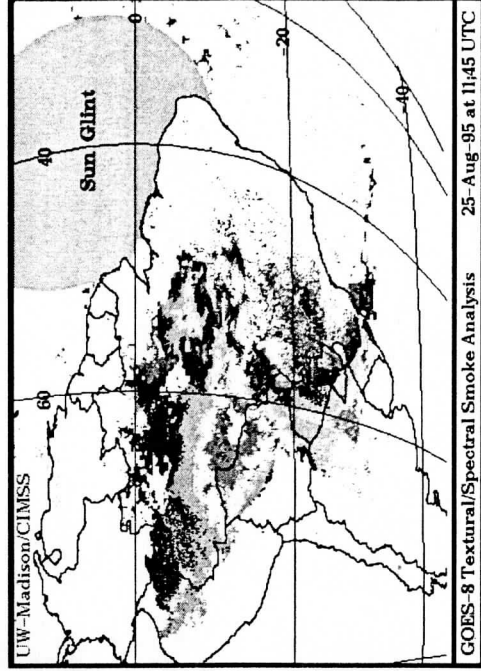 UW-Madison/CIMSS
0
-20
-40
40
60
Sun Glint
GOES-8 Textural/Spectral Smoke Analysis 25-Aug-95 at 11:45 UTC